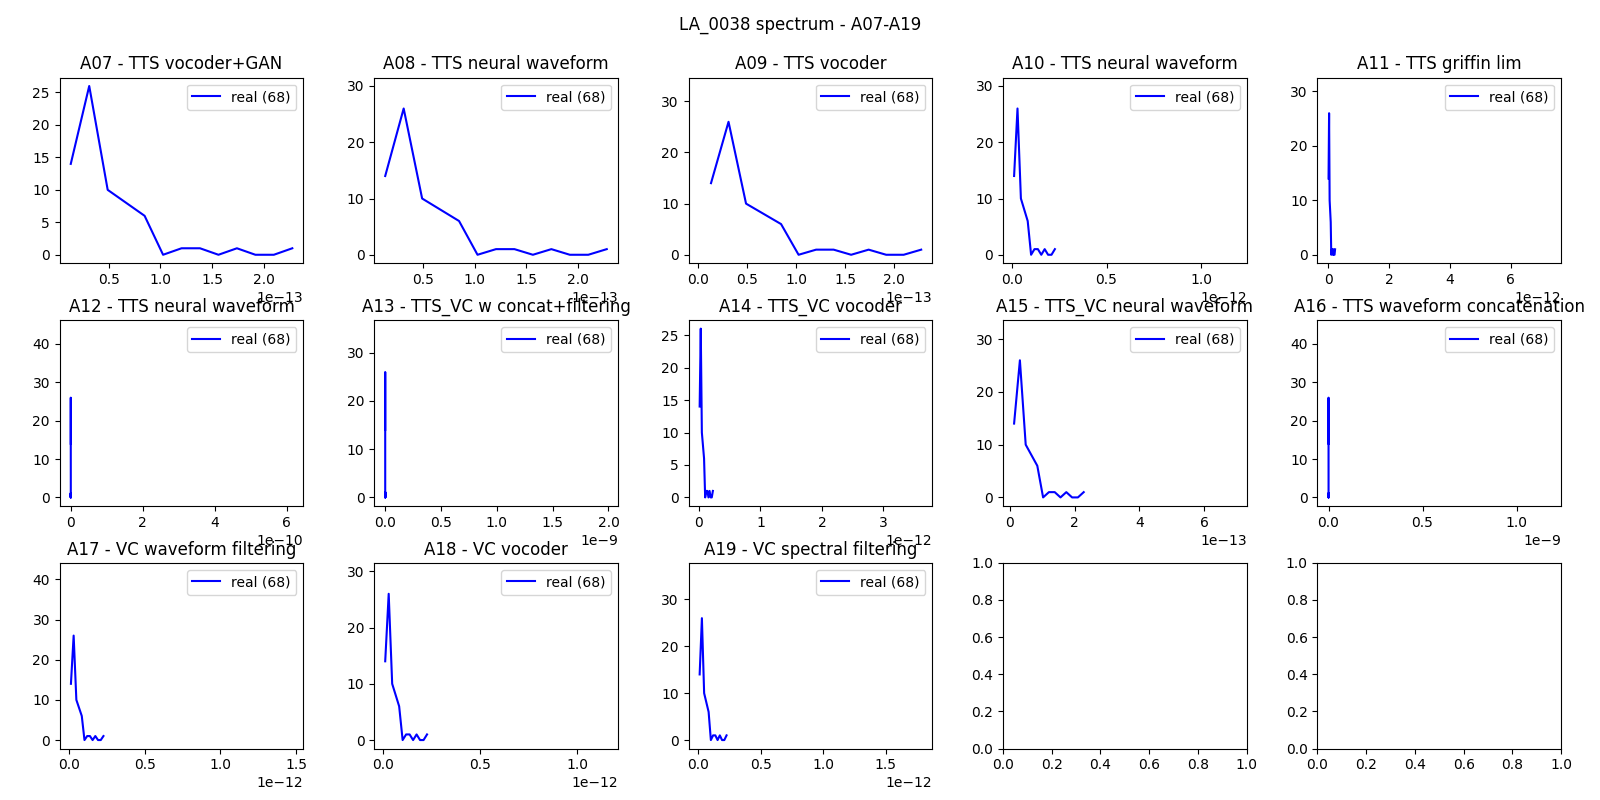 LA_0038 spectrum - A07-A19
A07 - TTS vocoder+GAN
real (68)
25
20
15
10
5
0
0.5 1.0 1.5 2.0
1e−13
A08 - TTS neural waveform
real (68)
30
20
10
0
0.5 1.0 1.5 2.0
1e−13
A09 - TTS vocoder
real (68)
30
20
10
0
0.0 0.5 1.0 1.5 2.0
1e−13
A10 - TTS neural waveform
real (68)
30
20
10
0
0.0 0.5 1.0
1e−12
A11 - TTS griffin lim
real (68)
30
20
10
0
0 2 4 6
1e−12
A12 - TTS neural waveform
real (68)
40
30
20
10
0
0 2 4 6
1e−10
A13 - TTS_VC w concat+filtering
real (68)
30
20
10
0
0.0 0.5 1.0 1.5 2.0
1e−9
A14 - TTS_VC vocoder
real (68)
25
20
15
10
5
0
0 1 2 3
1e−12
A15 - TTS_VC neural waveform
real (68)
30
20
10
0
0 2 4 6
1e−13
A16 - TTS waveform concatenation
real (68)
40
30
20
10
0
0.0 0.5 1.0
1e−9
A17 - VC waveform filtering
real (68)
40
30
20
10
0
0.0 0.5 1.0 1.5
1e−12
A18 - VC vocoder
real (68)
30
20
10
0
0.0 0.5 1.0
1e−12
A19 - VC spectral filtering
real (68)
30
20
10
0
0.0 0.5 1.0 1.5
1e−12
1.0
0.8
0.6
0.4
0.2
0.0
0.0 0.2 0.4 0.6 0.8 1.0
1.0
0.8
0.6
0.4
0.2
0.0
0.0 0.2 0.4 0.6 0.8 1.0